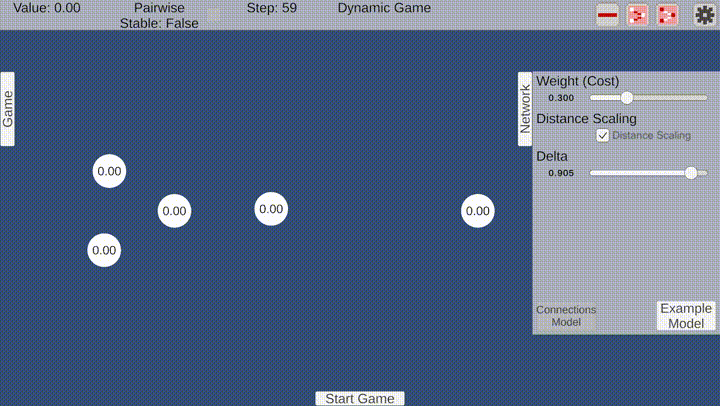 Value: 0.00
Pairwise
Stable: False
Step: 59
Dynamic Game
Game
Network
Weight (Cost)
0.300
Distance Scaling
Distance Scaling
Delta
0.905
0.00
0.00
0.00
0.00
0.00
Connections
Model
Example
Model
Start Game